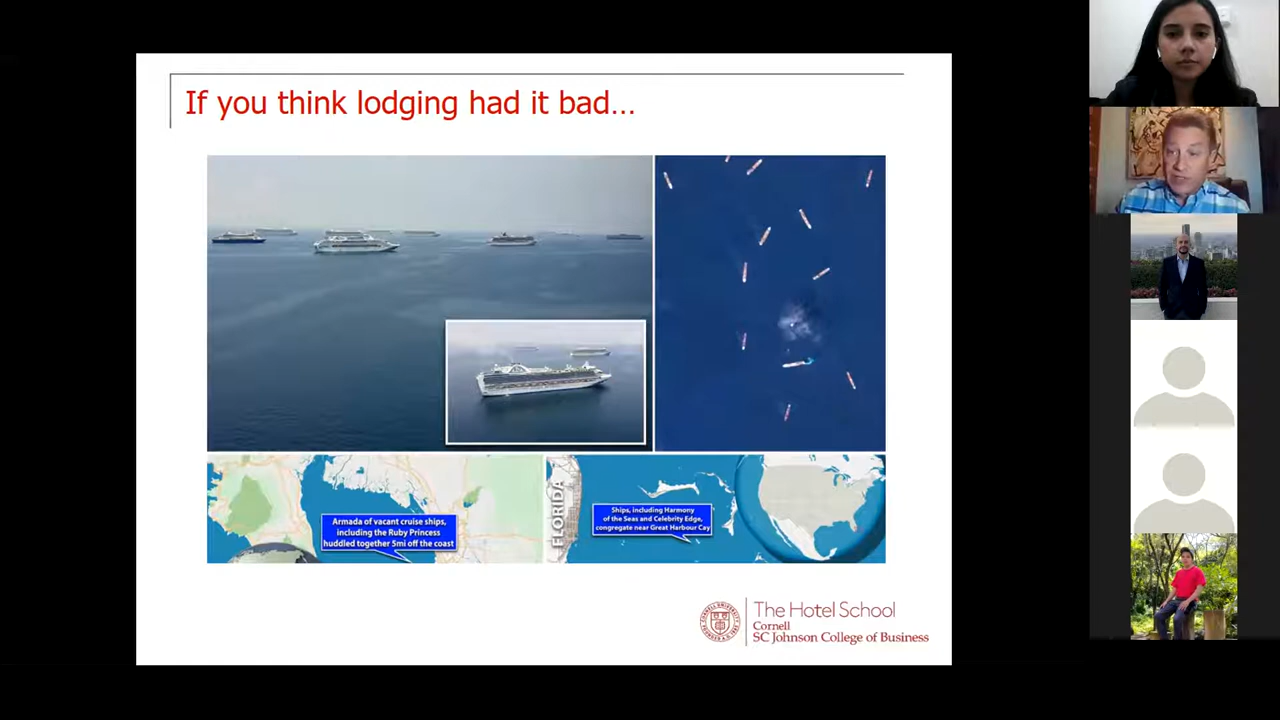 If you think lodging had it bad...
Armada of vacant cruise ships,
including the Ruby Princess
huddled together 5mi off the coast
FLORIDA
Ships, including Harmony
of the Seas and Celebrity Edge,
congregate near Great Harbour Cay
The Hotel School
Cornell
SC Johnson College of Business